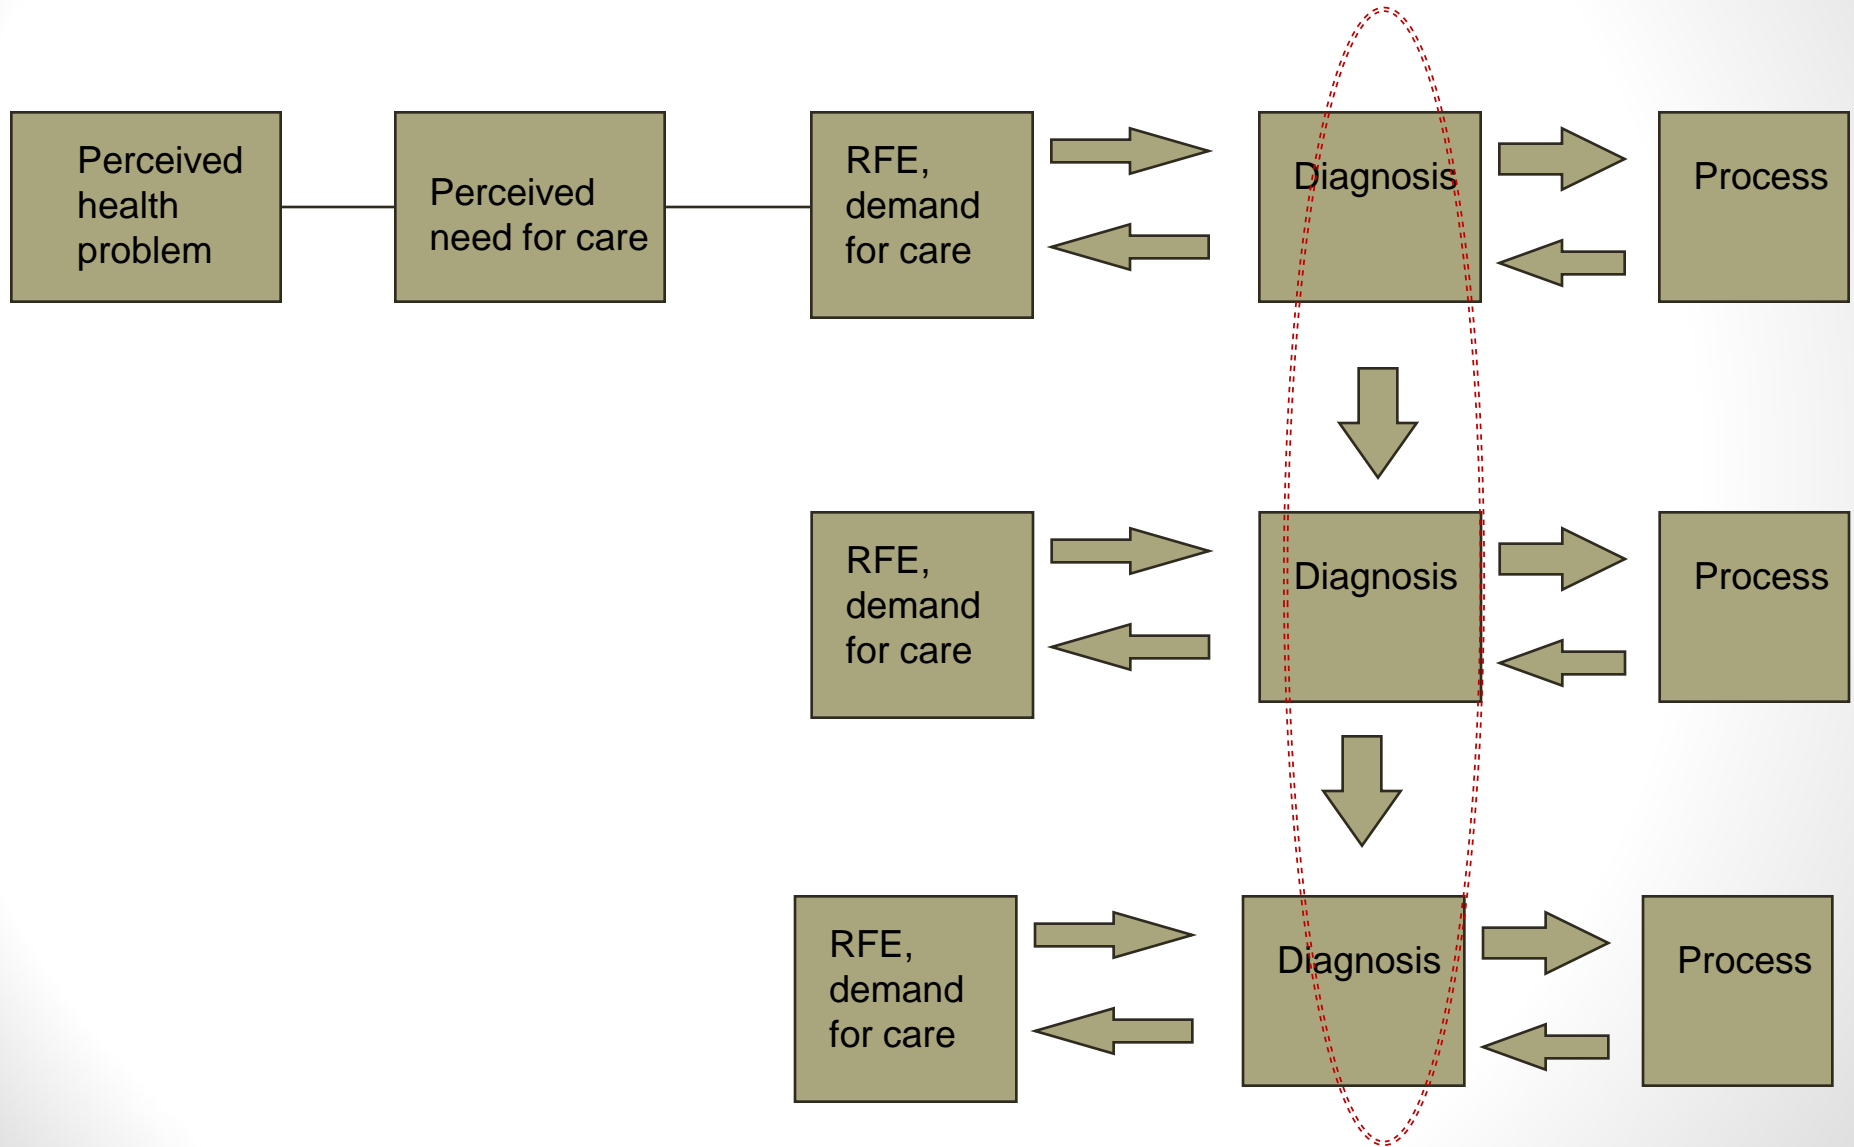 Perceived
health
problem
Perceived
need for care
RFE,
demand
for care
Diagnosis
Process
RFE,
demand
for care
Diagnosis
Process
RFE,
demand
for care
Diagnosis
Process